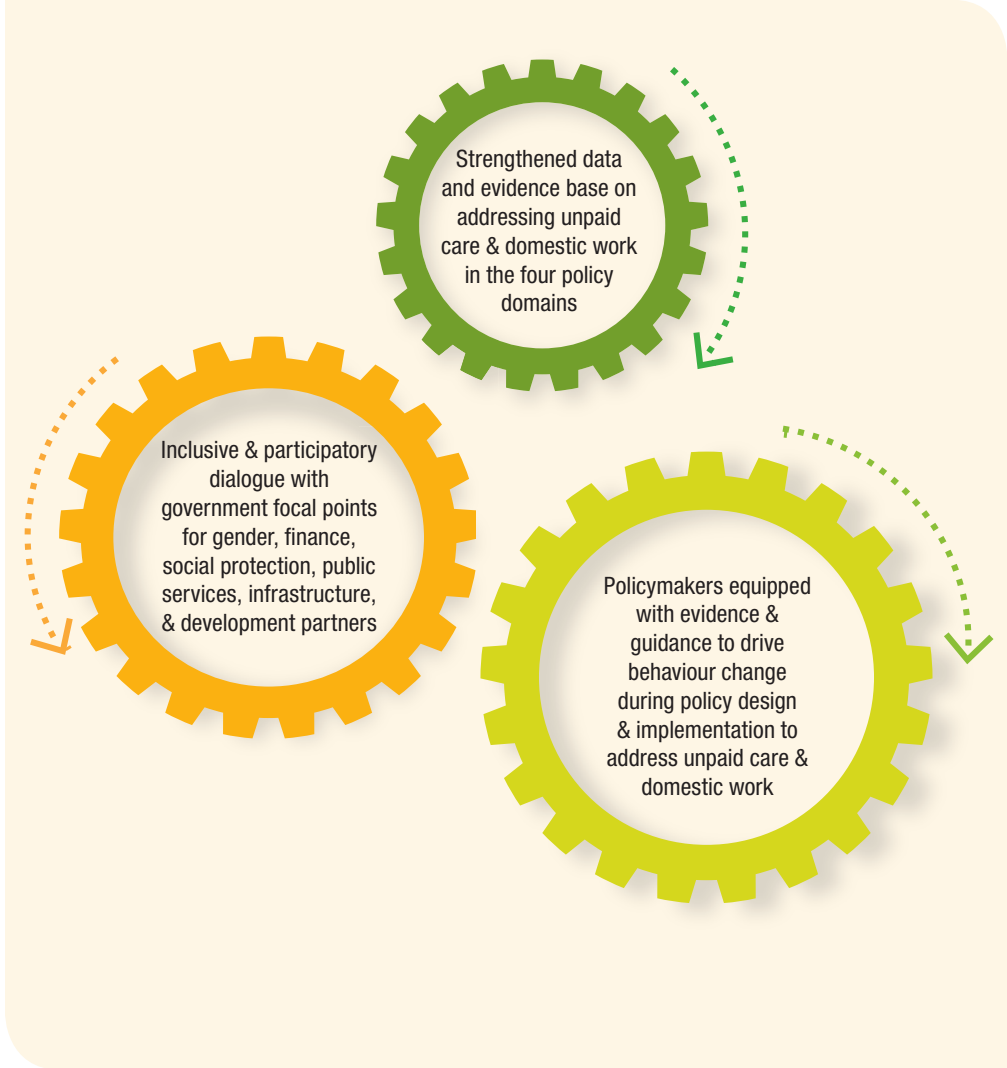 Strengthened data
and evidence base on
addressing unpaid
care & domestic work
in the four policy
domains
Inclusive & participatory
dialogue with
government focal points
for gender, finance,
social protection, public
services, infrastructure,
& development partners
Policymakers equipped
with evidence &
guidance to drive
behaviour change
during policy design
& implementation to
address unpaid care &
domestic work